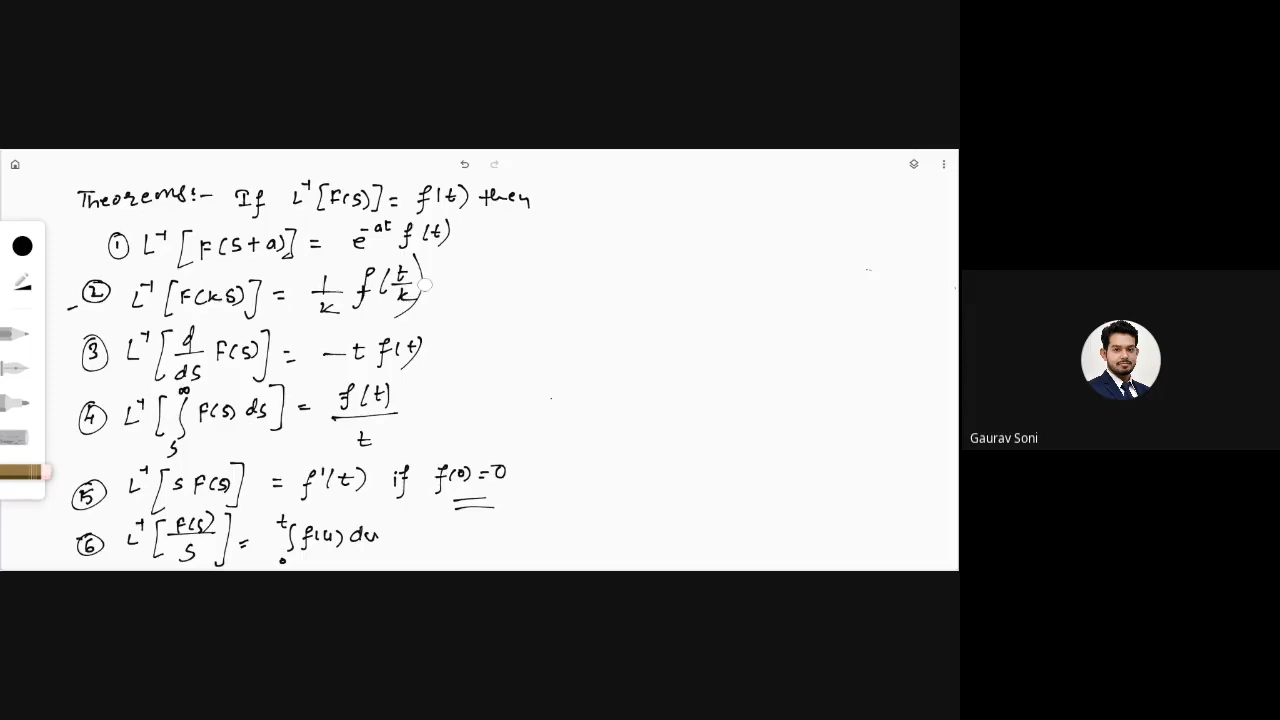 Theorems:- If L⁻¹[F(s)] = f(t) then
① L⁻¹[F(s+a)] = e^{-at} f(t)
② L⁻¹[F(ks)] = 1/k f(t/k)
③ L⁻¹[d/ds F(s)] = -t f(t)
④ L⁻¹[∫_s^∞ F(s) ds] = f(t)/t
⑤ L⁻¹[s F(s)] = f'(t) if f(0)=0
⑥ L⁻¹[F(s)/s] = ∫_0^t f(u) du
Gaurav Soni